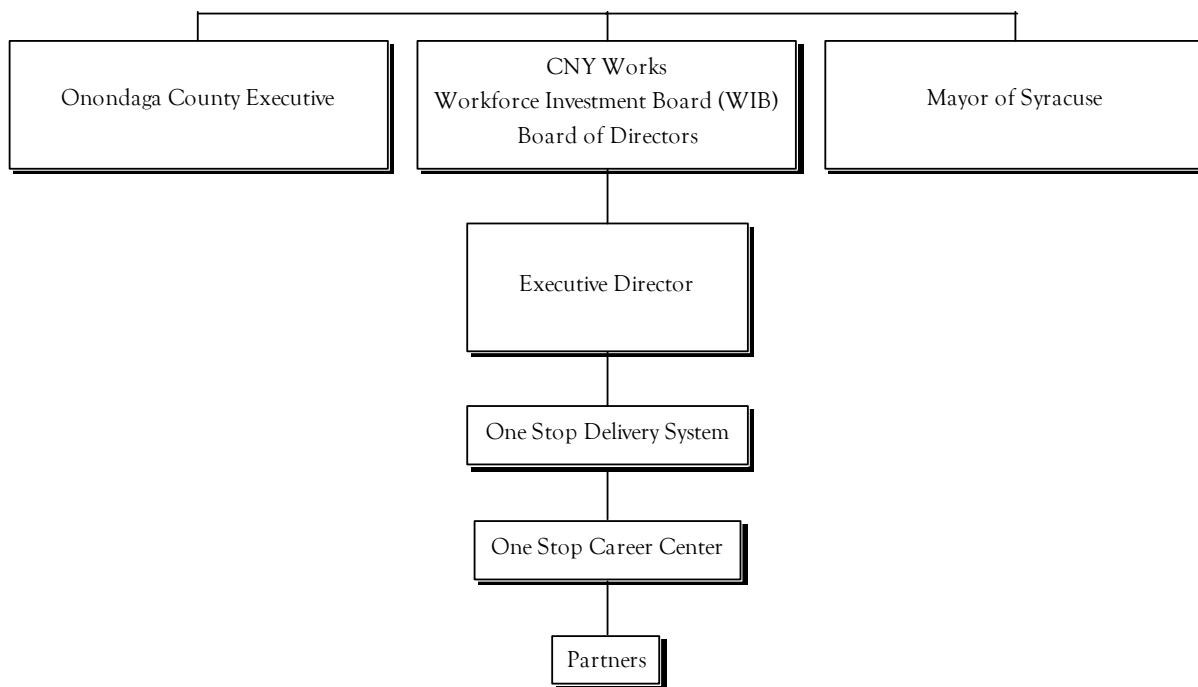 Onondaga County Executive
CNY Works
Workforce Investment Board (WIB)
Board of Directors
Mayor of Syracuse
Executive Director
One Stop Delivery System
One Stop Career Center
Partners